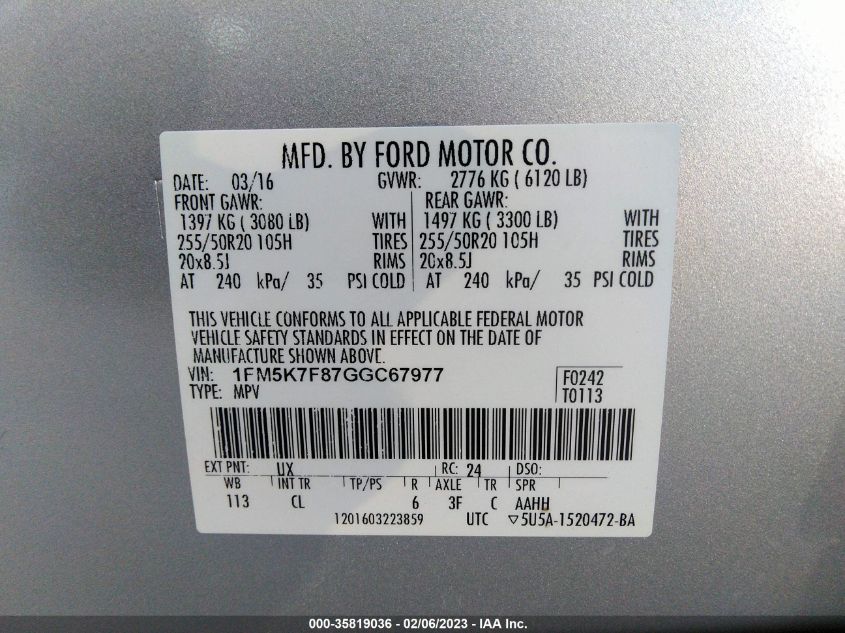 MFD. BY FORD MOTOR CO.
DATE: 03/16 GVWR: 2776 KG ( 6120 LB)
FRONT GAWR: REAR GAWR:
1397 KG ( 3080 LB) WITH 1497 KG ( 3300 LB) WITH
255/50R20 105H TIRES 255/50R20 105H TIRES
20x8.5J RIMS 20x8.5J RIMS
AT 240 kPa/ 35 PSI COLD AT 240 kPa/ 35 PSI COLD
THIS VEHICLE CONFORMS TO ALL APPLICABLE FEDERAL MOTOR
VEHICLE SAFETY STANDARDS IN EFFECT ON THE DATE OF
MANUFACTURE SHOWN ABOVE.
VIN: 1FM5K7F87GGC67977
TYPE: MPV
F0242
T0113
EXT PNT: UX RC: 24 DSO:
WB INT TR TP/PS R AXLE TR SPR
113 CL 6 3F C AAHH
1201603223859 UTC ▽5U5A-1520472-BA
000-35819036 - 02/06/2023 - IAA Inc.